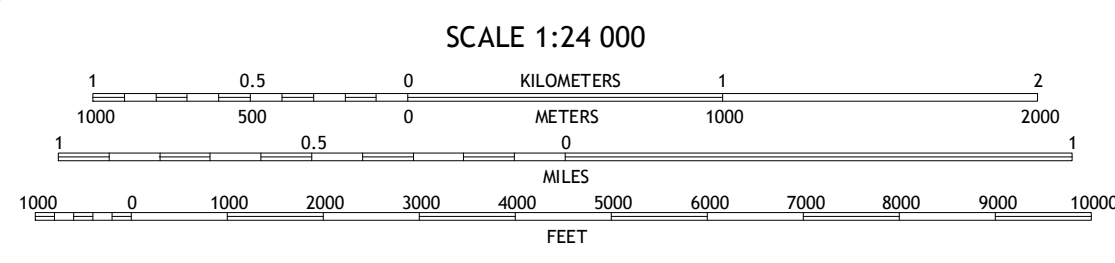 SCALE 1:24 000
1 0.5 0 KILOMETERS 1 2
1000 500 0 METERS 1000 2000
1 0.5 0 1
MILES
1000 0 1000 2000 3000 4000 5000 6000 7000 8000 9000 10000
FEET